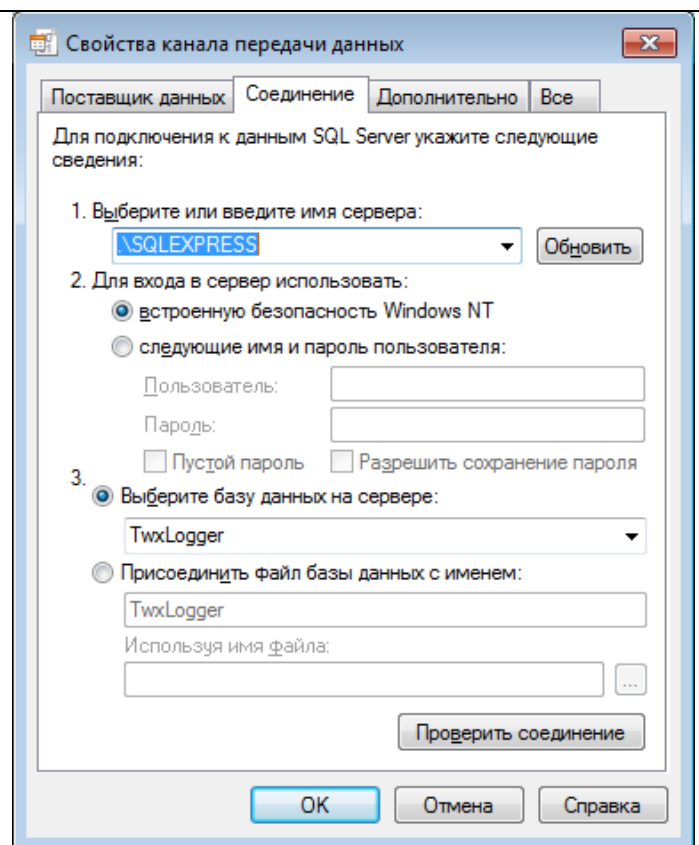 Свойства канала передачи данных
Поставщик данных Соединение Дополнительно Все
Для подключения к данным SQL Server укажите следующие
сведения:
1. Выберите или введите имя сервера:
.\SQLEXPRESS Обновить
2. Для входа в сервер использовать:
встроенную безопасность Windows NT
следующие имя и пароль пользователя:
Пользователь:
Пароль:
Пустой пароль Разрешить сохранение пароля
3.
Выберите базу данных на сервере:
TwxLogger
Присоединить файл базы данных с именем:
TwxLogger
Используя имя файла:
...
Проверить соединение
OK Отмена Справка